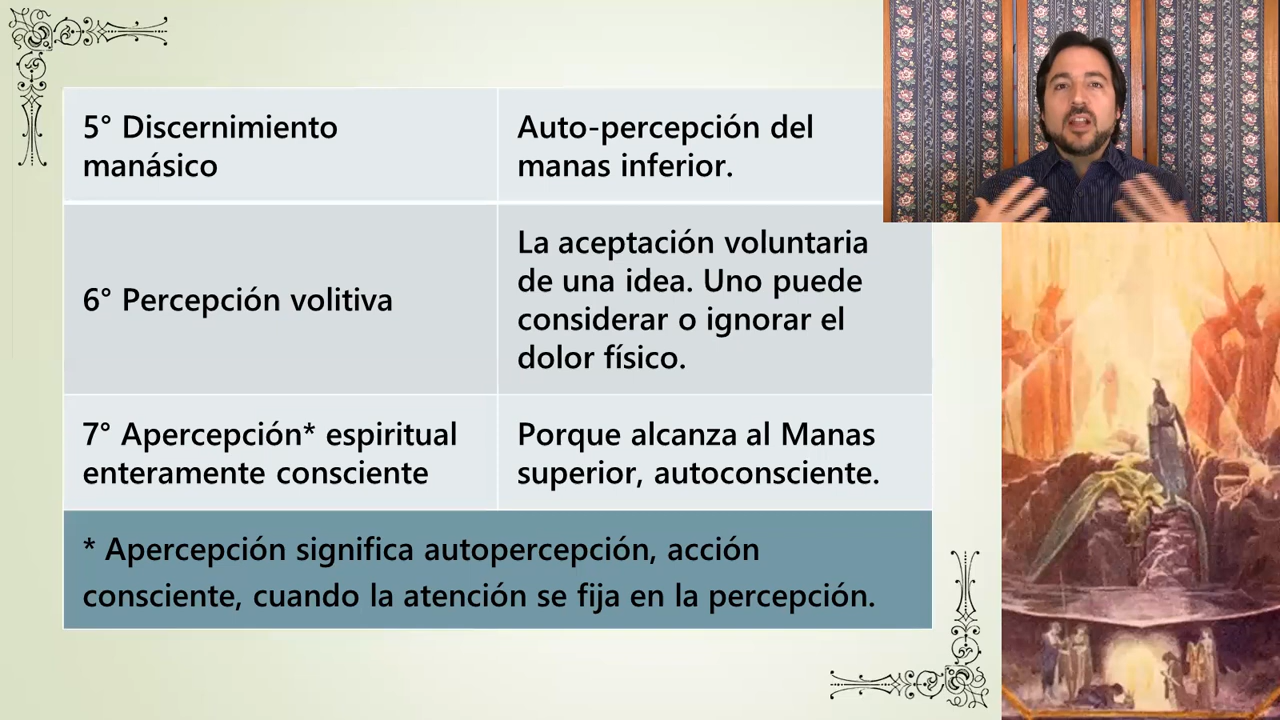 5° Discernimiento
manásico
Auto-percepción del
manas inferior.
6° Percepción volitiva
La aceptación voluntaria
de una idea. Uno puede
considerar o ignorar el
dolor físico.
7° Apercepción* espiritual
enteramente consciente
Porque alcanza al Manas
superior, autoconsciente.
* Apercepción significa autopercepción, acción
consciente, cuando la atención se fija en la percepción.